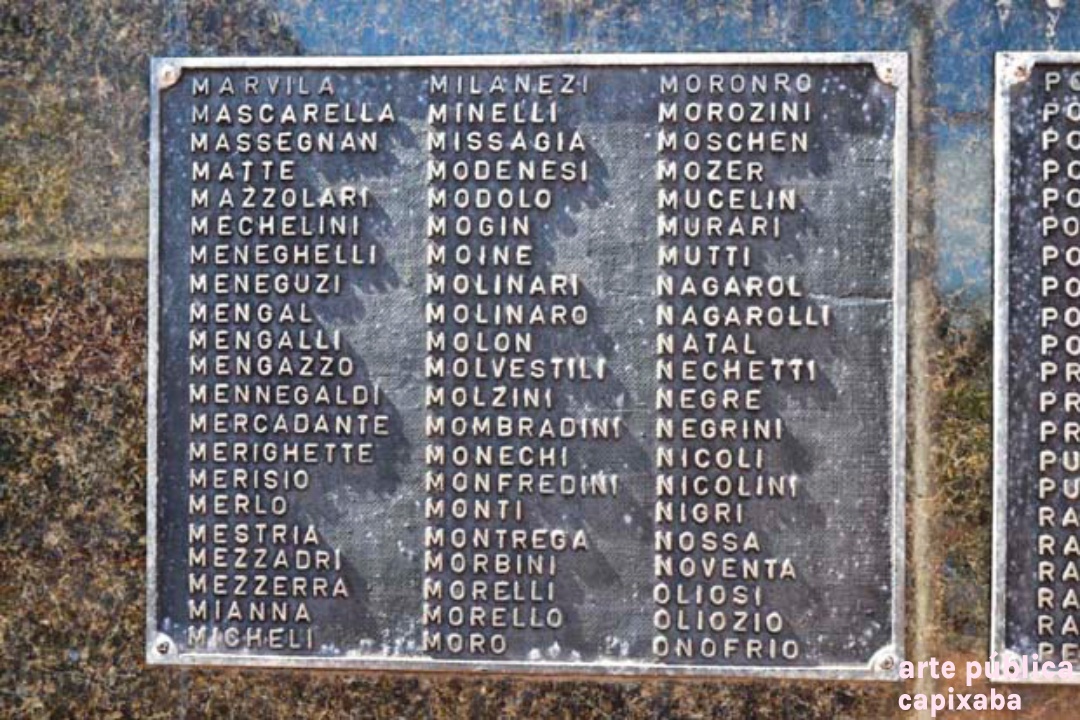 MARVILA
MASCARELLA
MASSEGNAN
MATTE
MAZZOLARI
MECHELINI
MENEGHELLI
MENEGUZI
MENGAL
MENGALLI
MENGAZZO
MENNEGALDI
MERCADANTE
MERIGHETTE
MERISIO
MERLO
MESTRIA
MEZZADRI
MEZZERRA
MIANNA
MICHELI
MILANEZI
MINELLI
MISSAGIA
MODENESI
MODOLO
MOGIN
MOINE
MOLINARI
MOLINARO
MOLON
MOLVESTILI
MOLZINI
MOMBRADINI
MONECHI
MONFREDINI
MONTI
MONTREGA
MORBINI
MORELLI
MORELLO
MORO
MORONRO
MOROZINI
MOSCHEN
MOZER
MUCELIN
MURARI
MUTTI
NAGAROL
NAGAROLLI
NATAL
NECHETTI
NEGRE
NEGRINI
NICOLI
NICOLINI
NIGRI
NOSSA
NOVENTA
OLIOSI
OLIOZIO
ONOFRIO
arte pública
capixaba